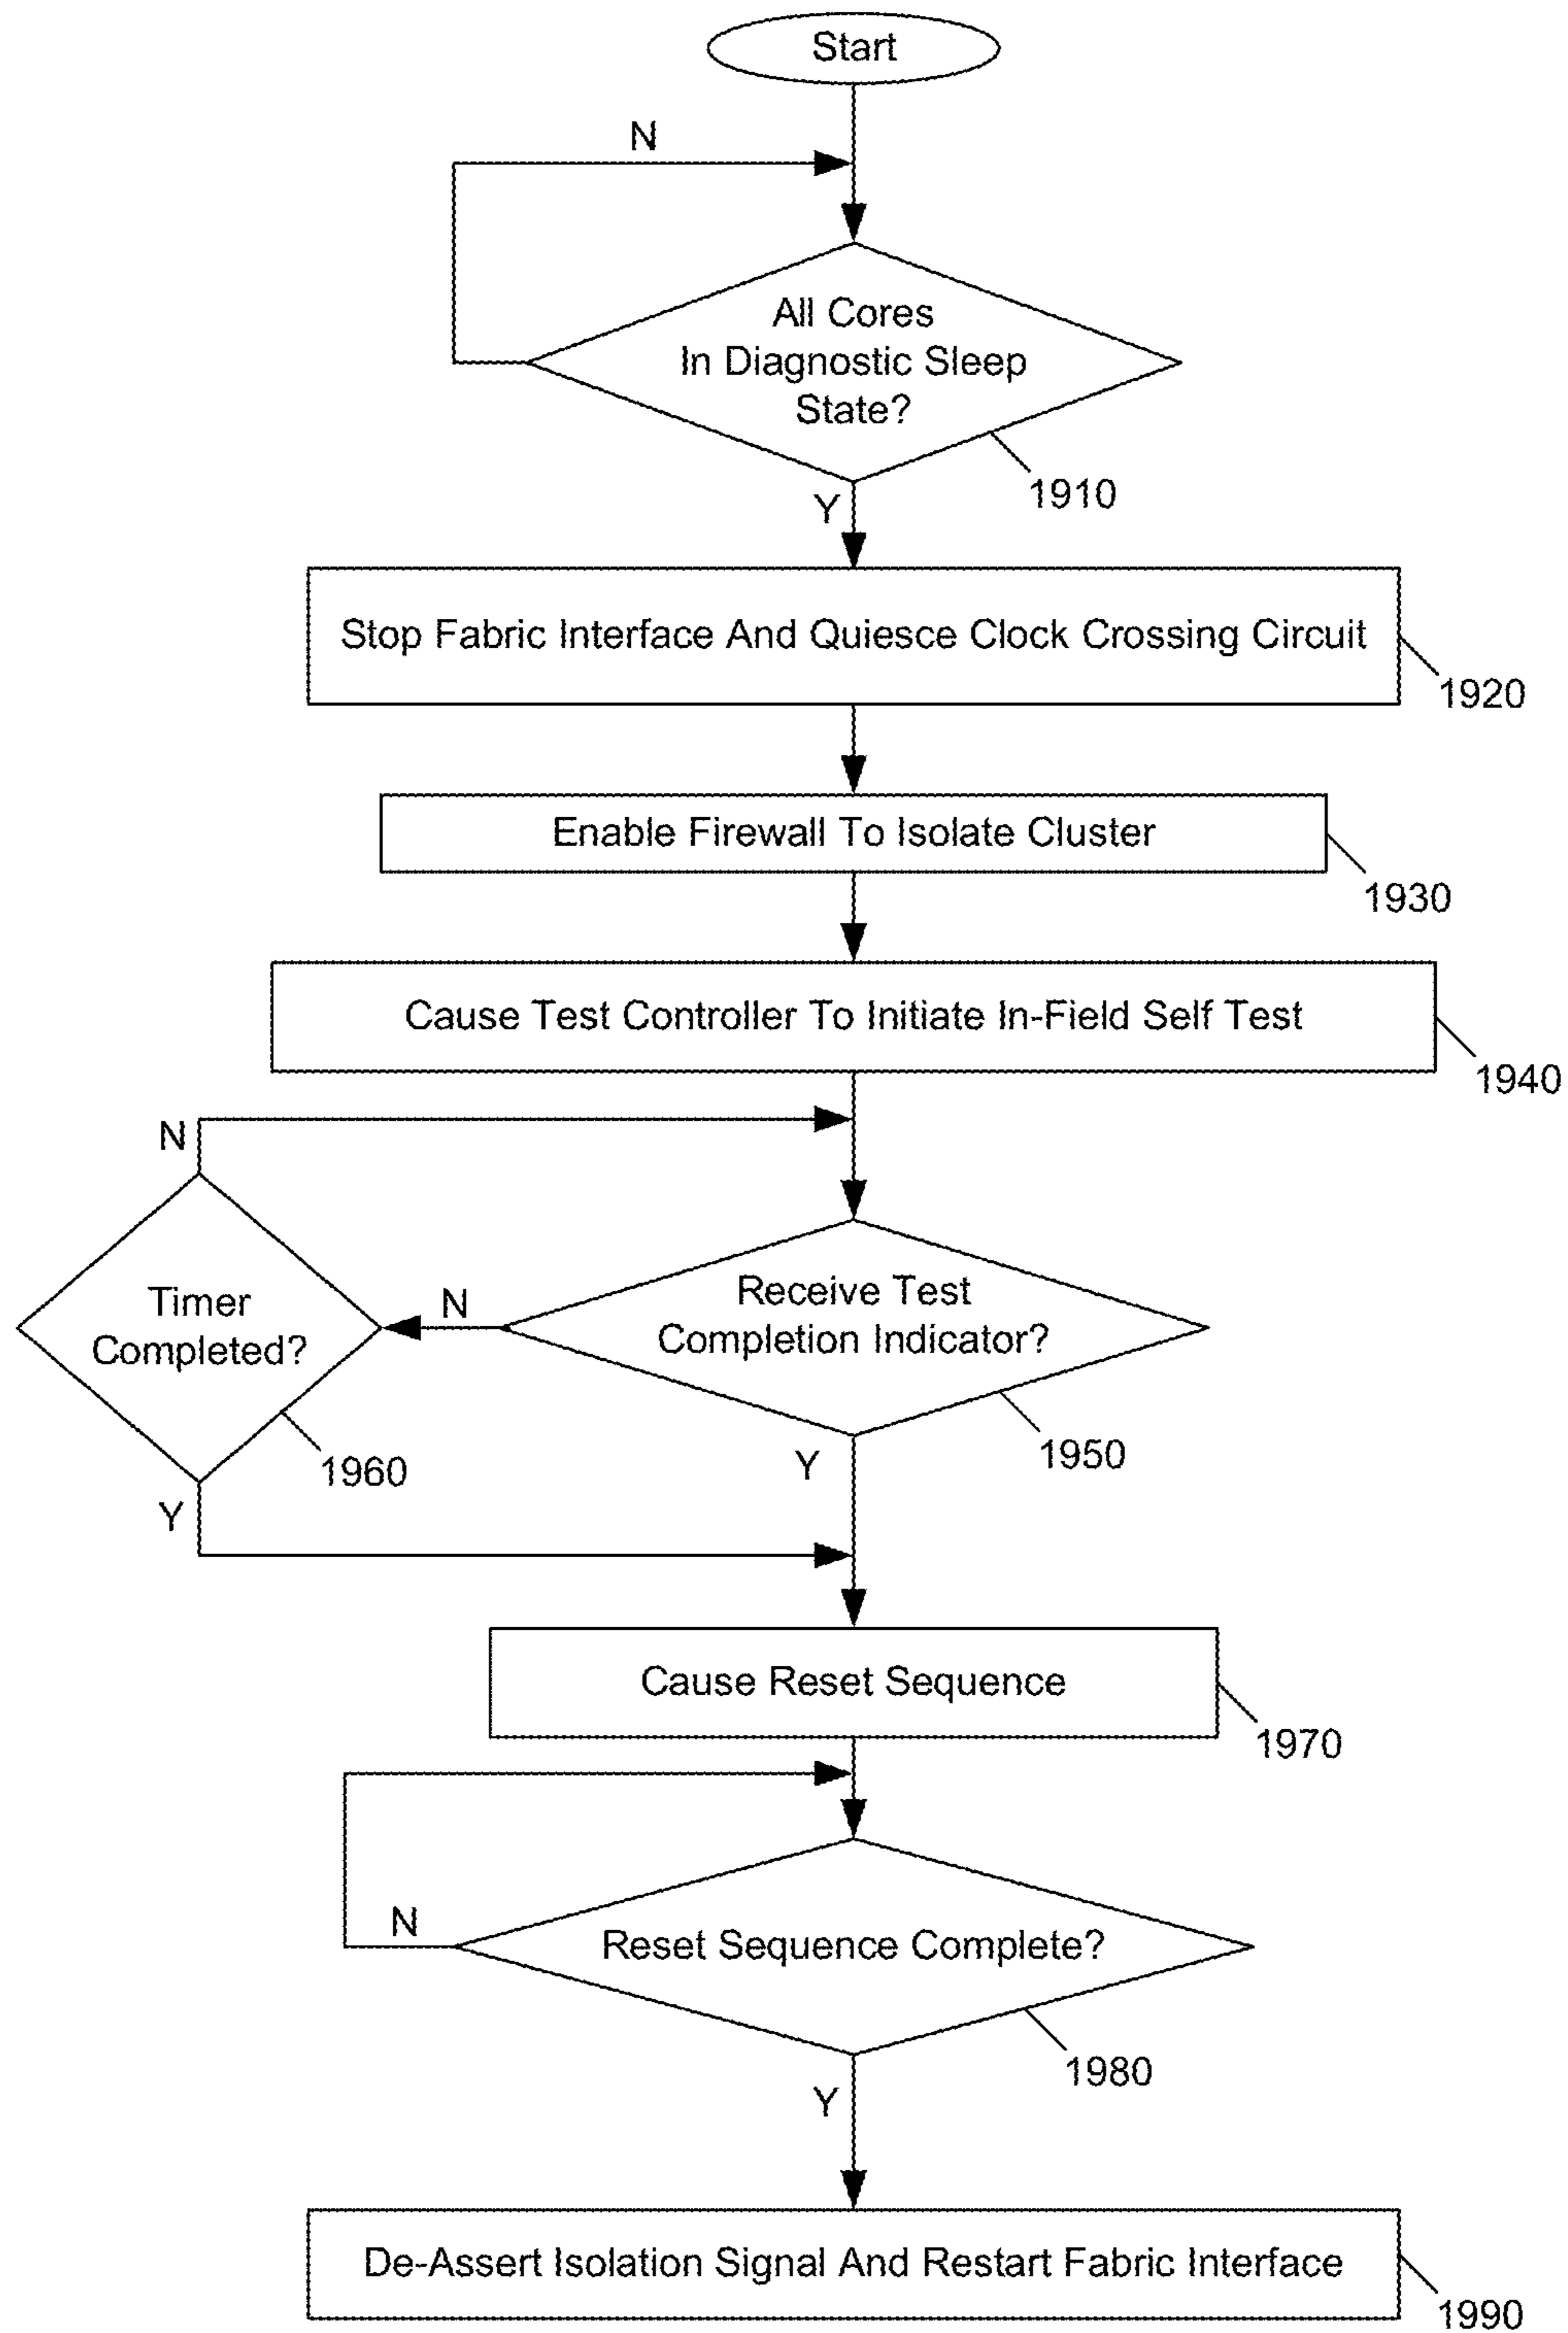 Start
N
All Cores
In Diagnostic Sleep
State?
1910
Y
Stop Fabric Interface And Quiesce Clock Crossing Circuit
1920
Enable Firewall To Isolate Cluster
1930
Cause Test Controller To Initiate In-Field Self Test
1940
N
Receive Test
Completion Indicator?
N
Timer
Completed?
1950
1960
Y
Y
Cause Reset Sequence
1970
N
Reset Sequence Complete?
1980
Y
De-Assert Isolation Signal And Restart Fabric Interface
1990